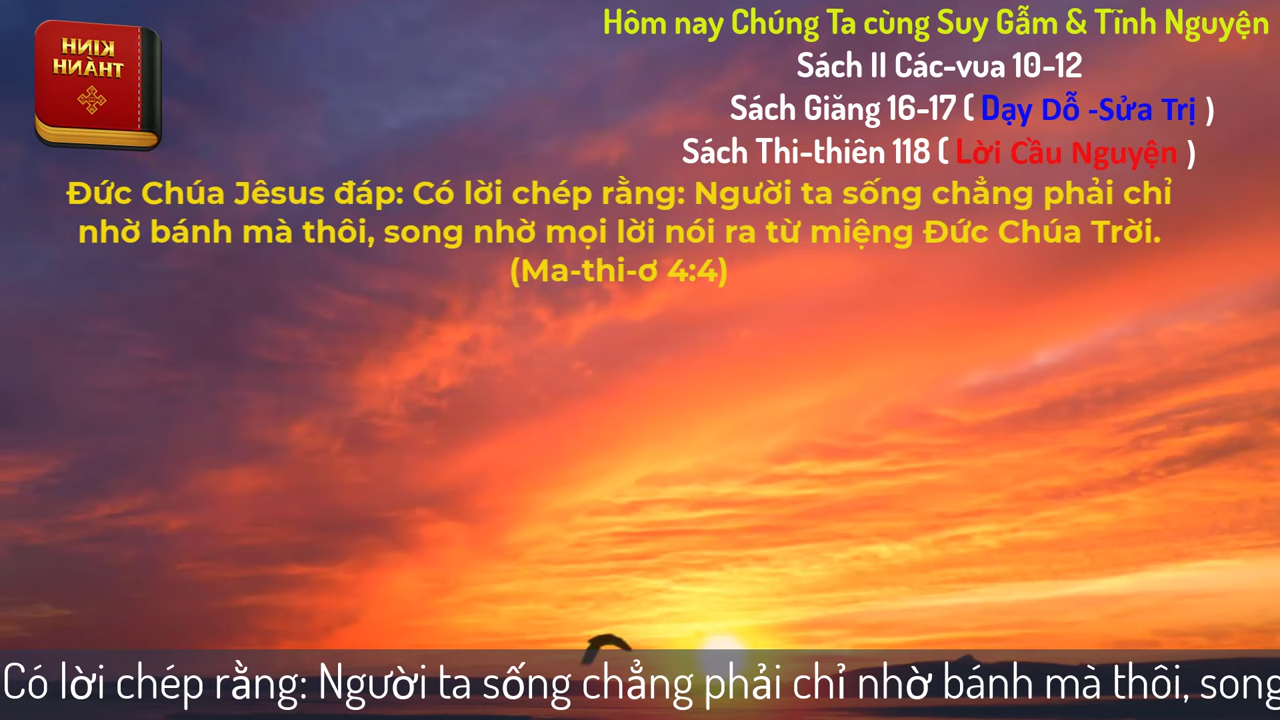 KINH
THÀNH
Hôm nay Chúng Ta cùng Suy Gẫm & Tĩnh Nguyện
Sách II Các-vua 10-12
Sách Giăng 16-17 ( Dạy Dỗ -Sửa Trị )
Sách Thi-thiên 118 ( Lời Cầu Nguyện )
Đức Chúa Jêsus đáp: Có lời chép rằng: Người ta sống chẳng phải chỉ
nhờ bánh mà thôi, song nhờ mọi lời nói ra từ miệng Đức Chúa Trời.
(Ma-thi-ơ 4:4)
Có lời chép rằng: Người ta sống chẳng phải chỉ nhờ bánh mà thôi, song